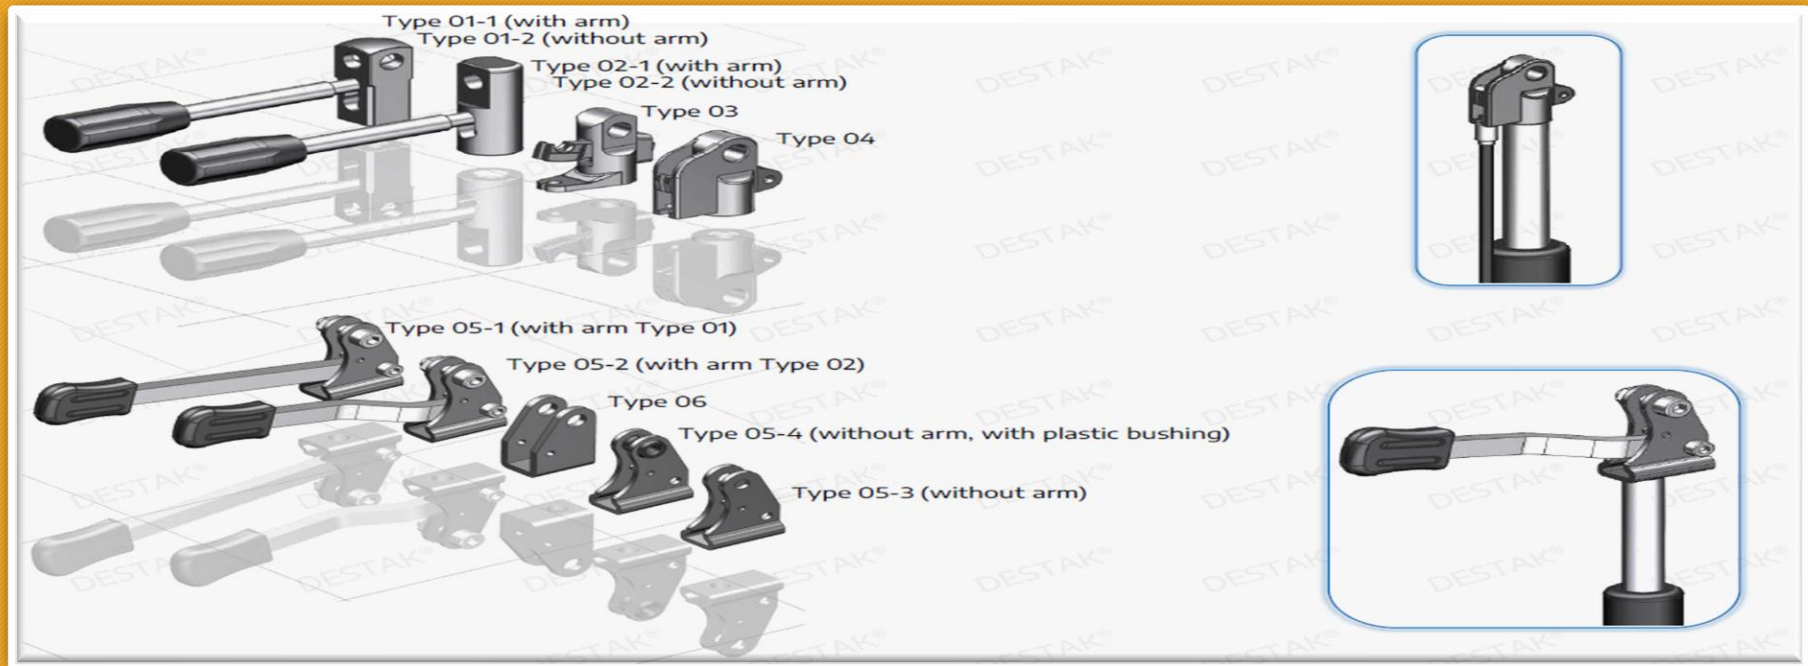 Type 01-1 (with arm)
Type 01-2 (without arm)
Type 02-1 (with arm)
Type 02-2 (without arm)
Type 03
Type 04
Type 05-1 (with arm Type 01)
Type 05-2 (with arm Type 02)
Type 06
Type 05-4 (without arm, with plastic bushing)
Type 05-3 (without arm)
DESTAK®